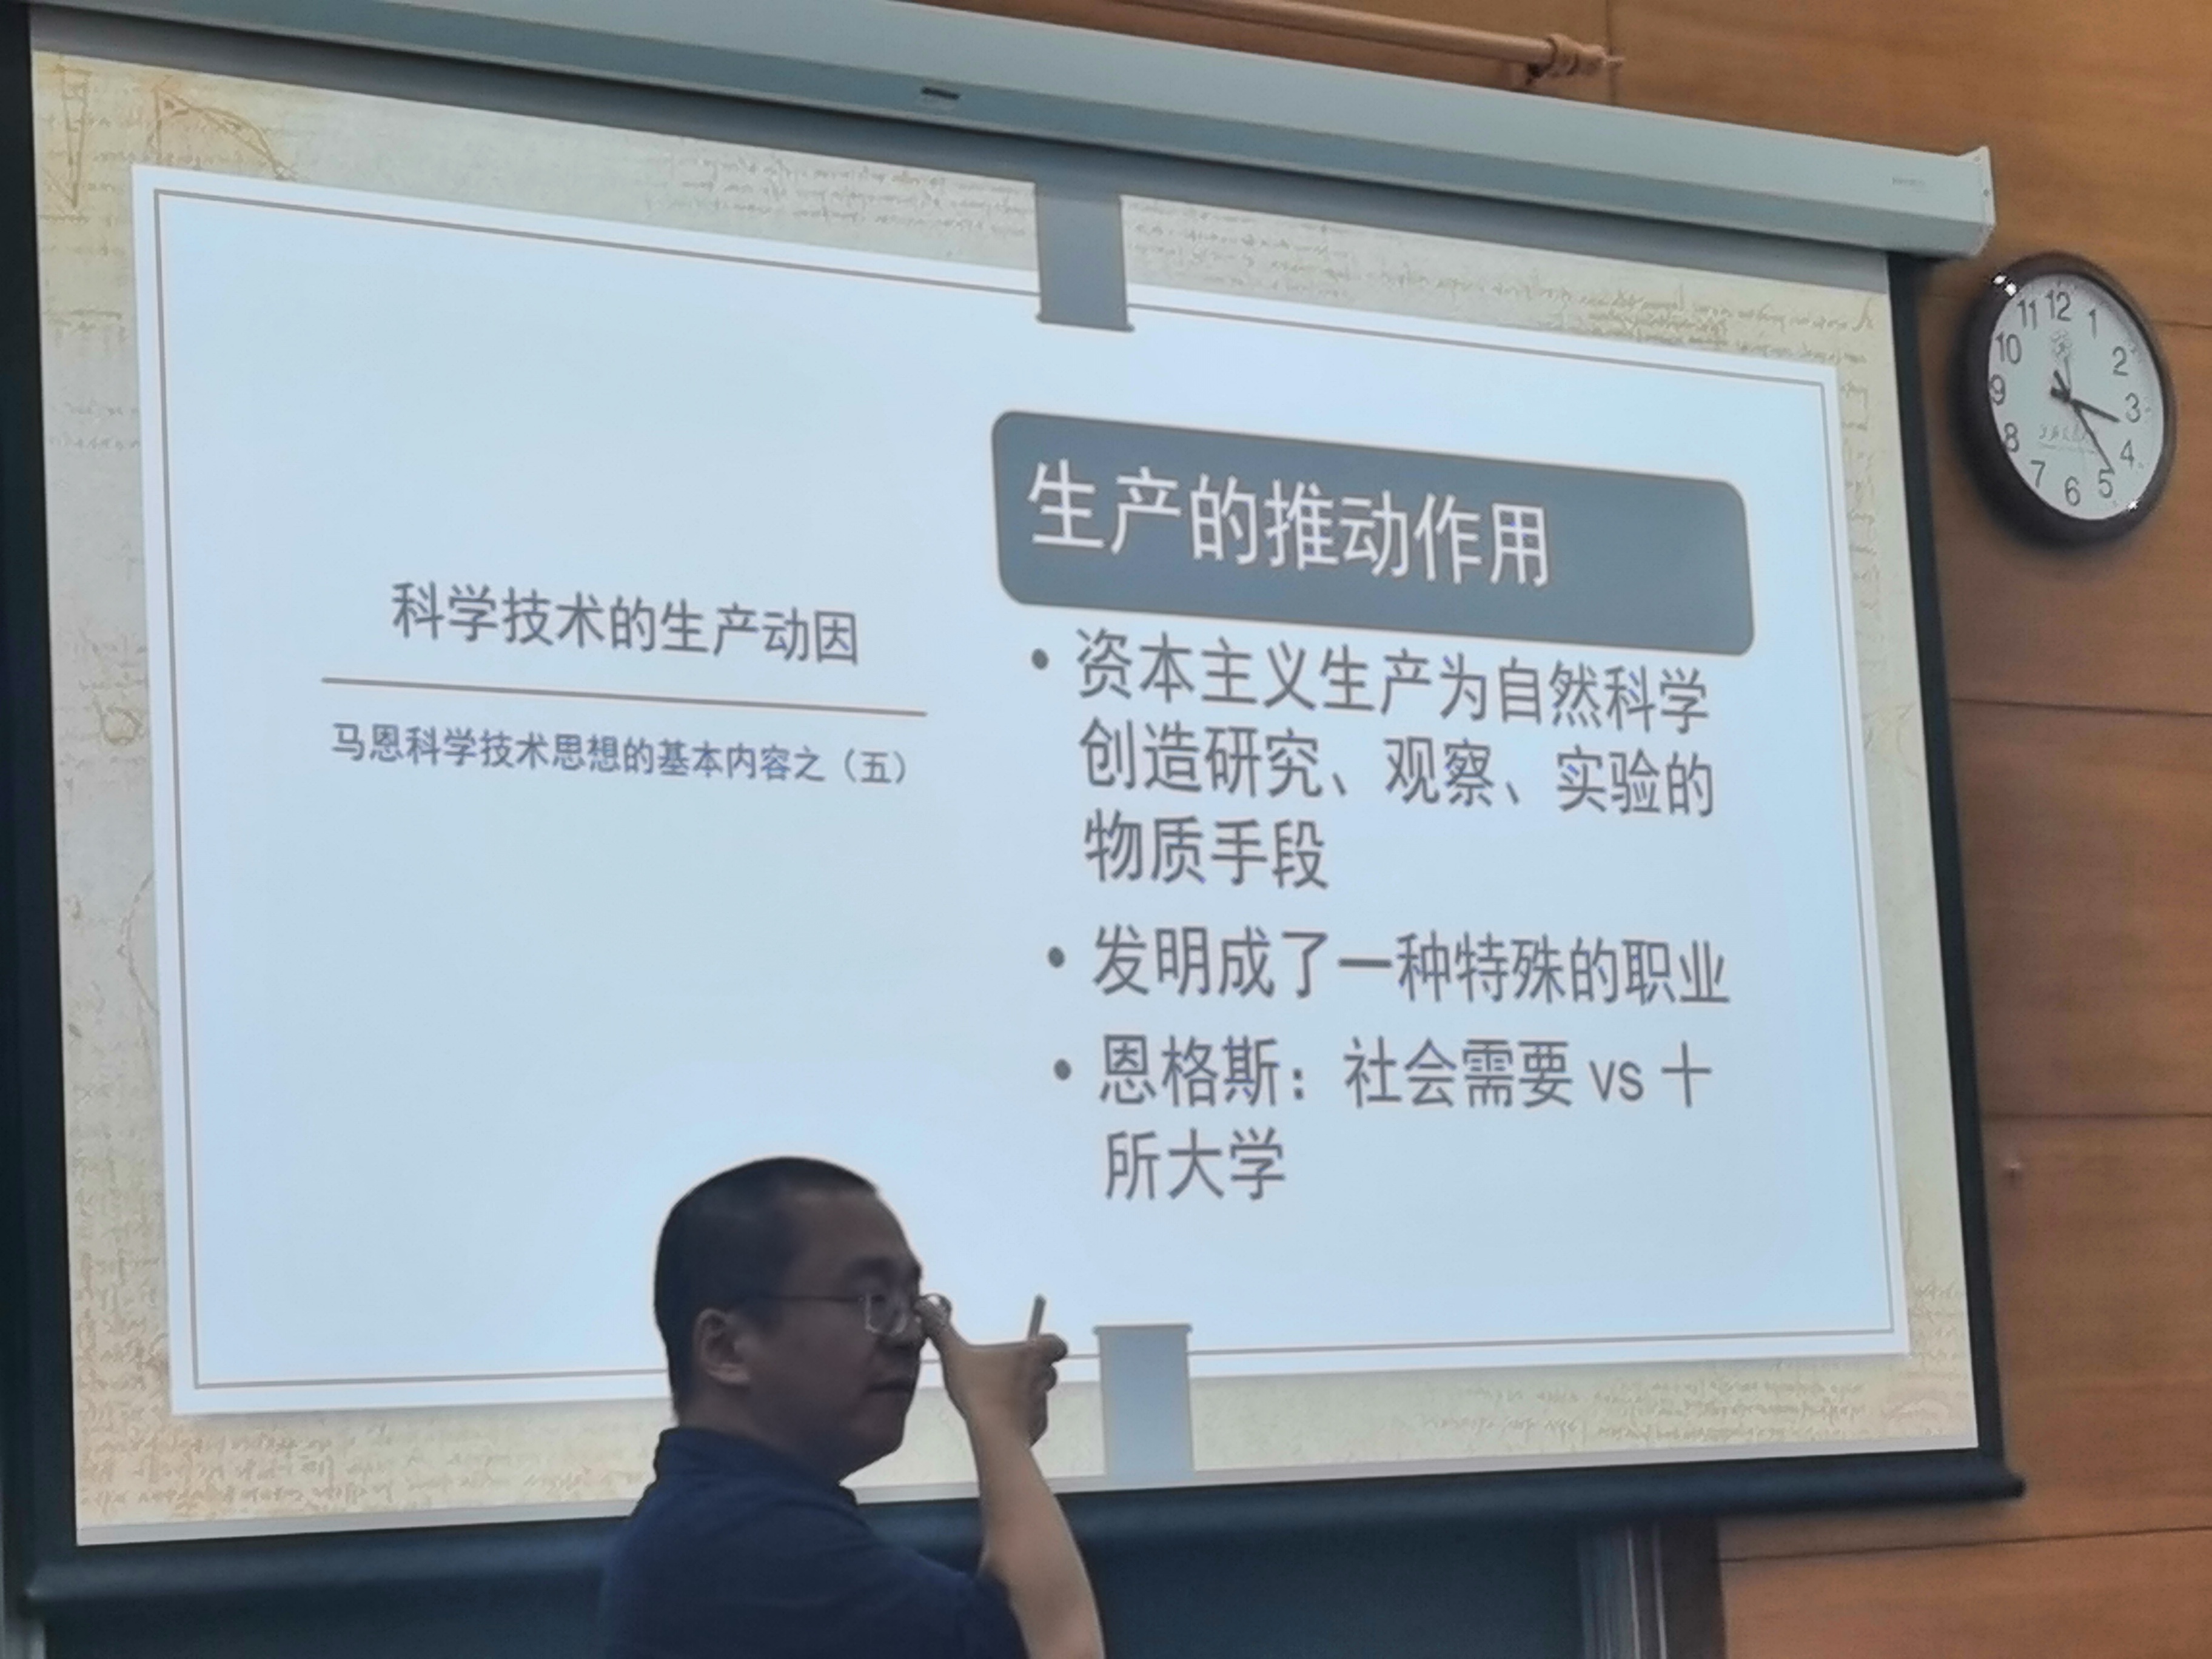 科学技术的生产动因
马恩科学技术思想的基本内容之（五）
生产的推动作用
• 资本主义生产为自然科学
创造研究、观察、实验的
物质手段
• 发明成了一种特殊的职业
• 恩格斯：社会需要 vs 十
所大学
12
1
2
3
4
5
6
7
8
9
10
11